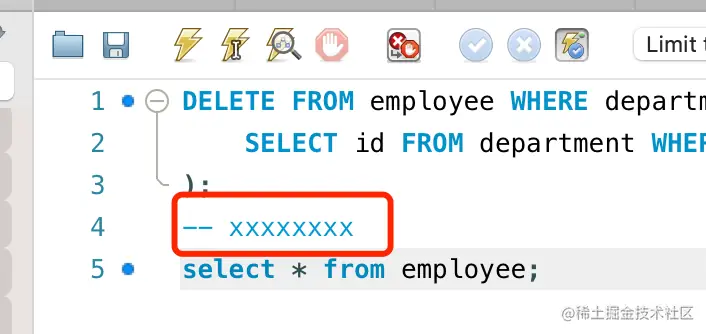 Limit t
1 DELETE FROM employee WHERE departm
2 SELECT id FROM department WHER
3 );
4 -- xxxxxxxx
5 select * from employee;
@稀土掘金技术社区